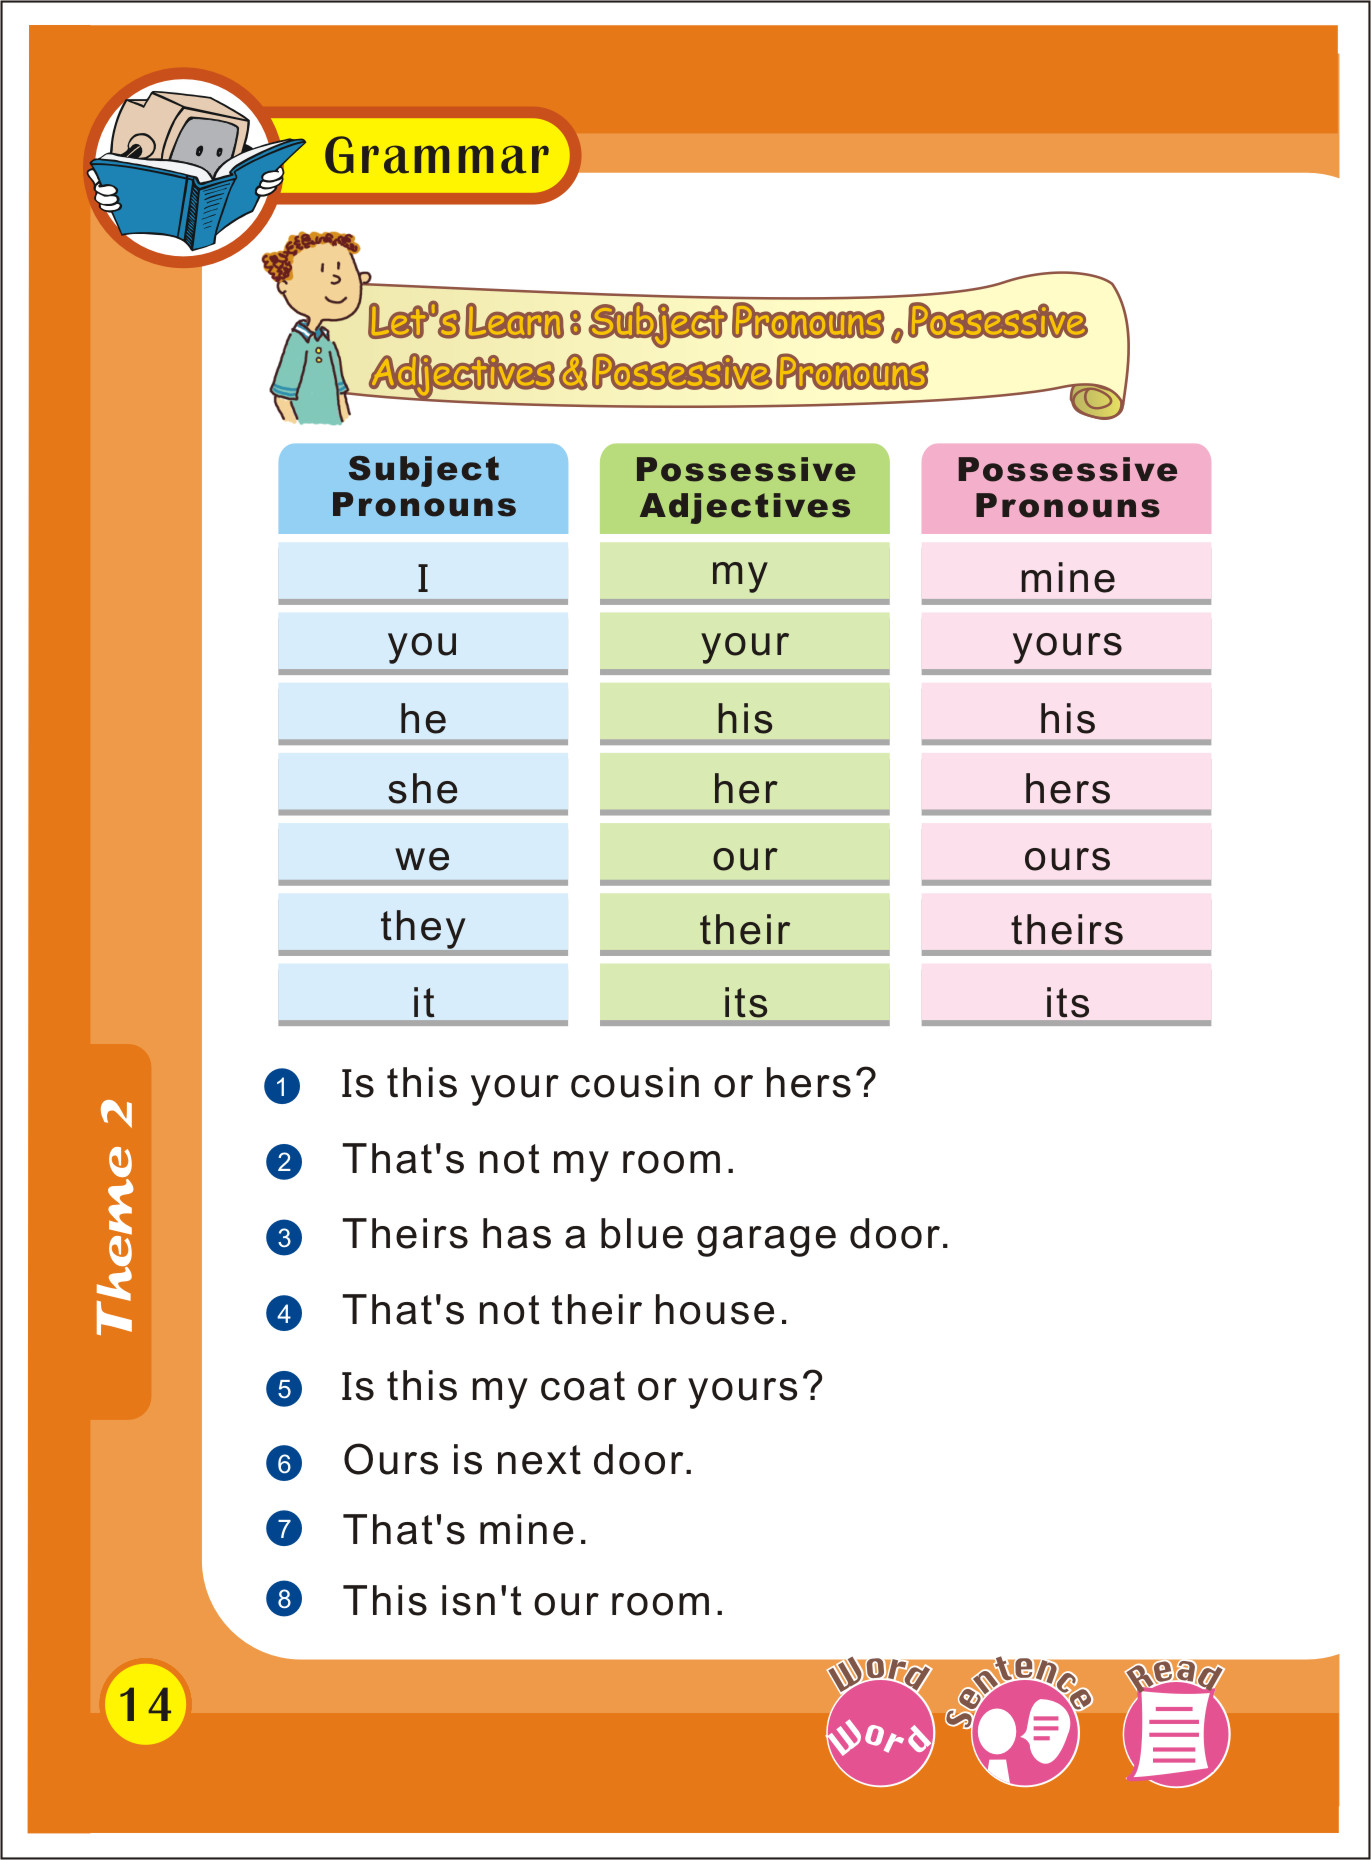 Grammar
Let's Learn : Subject Pronouns , Possessive
Adjectives & Possessive Pronouns
Subject Pronouns	Possessive Adjectives	Possessive Pronouns
I	my	mine
you	your	yours
he	his	his
she	her	hers
we	our	ours
they	their	theirs
it	its	its
1 Is this your cousin or hers?
2 That's not my room.
3 Theirs has a blue garage door.
4 That's not their house.
5 Is this my coat or yours?
6 Ours is next door.
7 That's mine.
8 This isn't our room.
Theme 2
14
Word
Word
Sentence
Read